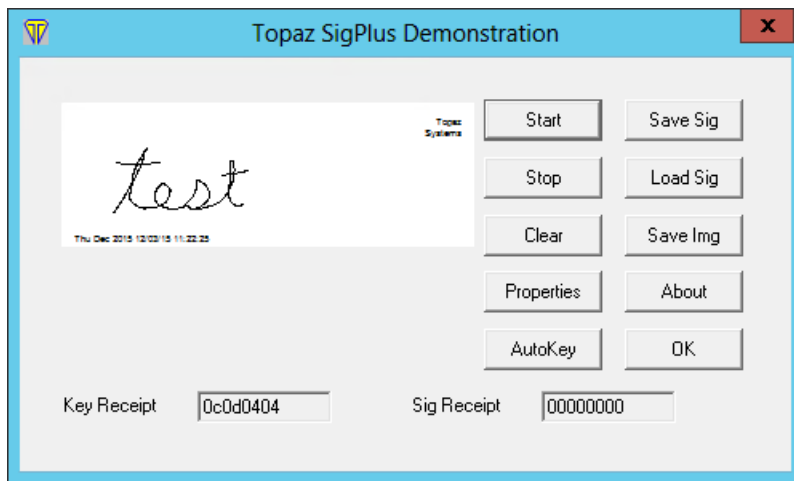 Topaz SigPlus Demonstration
x
Topaz
Systems
test
Thu Dec 2015 12/03/15 11:22:25
Start
Save Sig
Stop
Load Sig
Clear
Save Img
Properties
About
AutoKey
OK
Key Receipt 0c0d0404
Sig Receipt 00000000